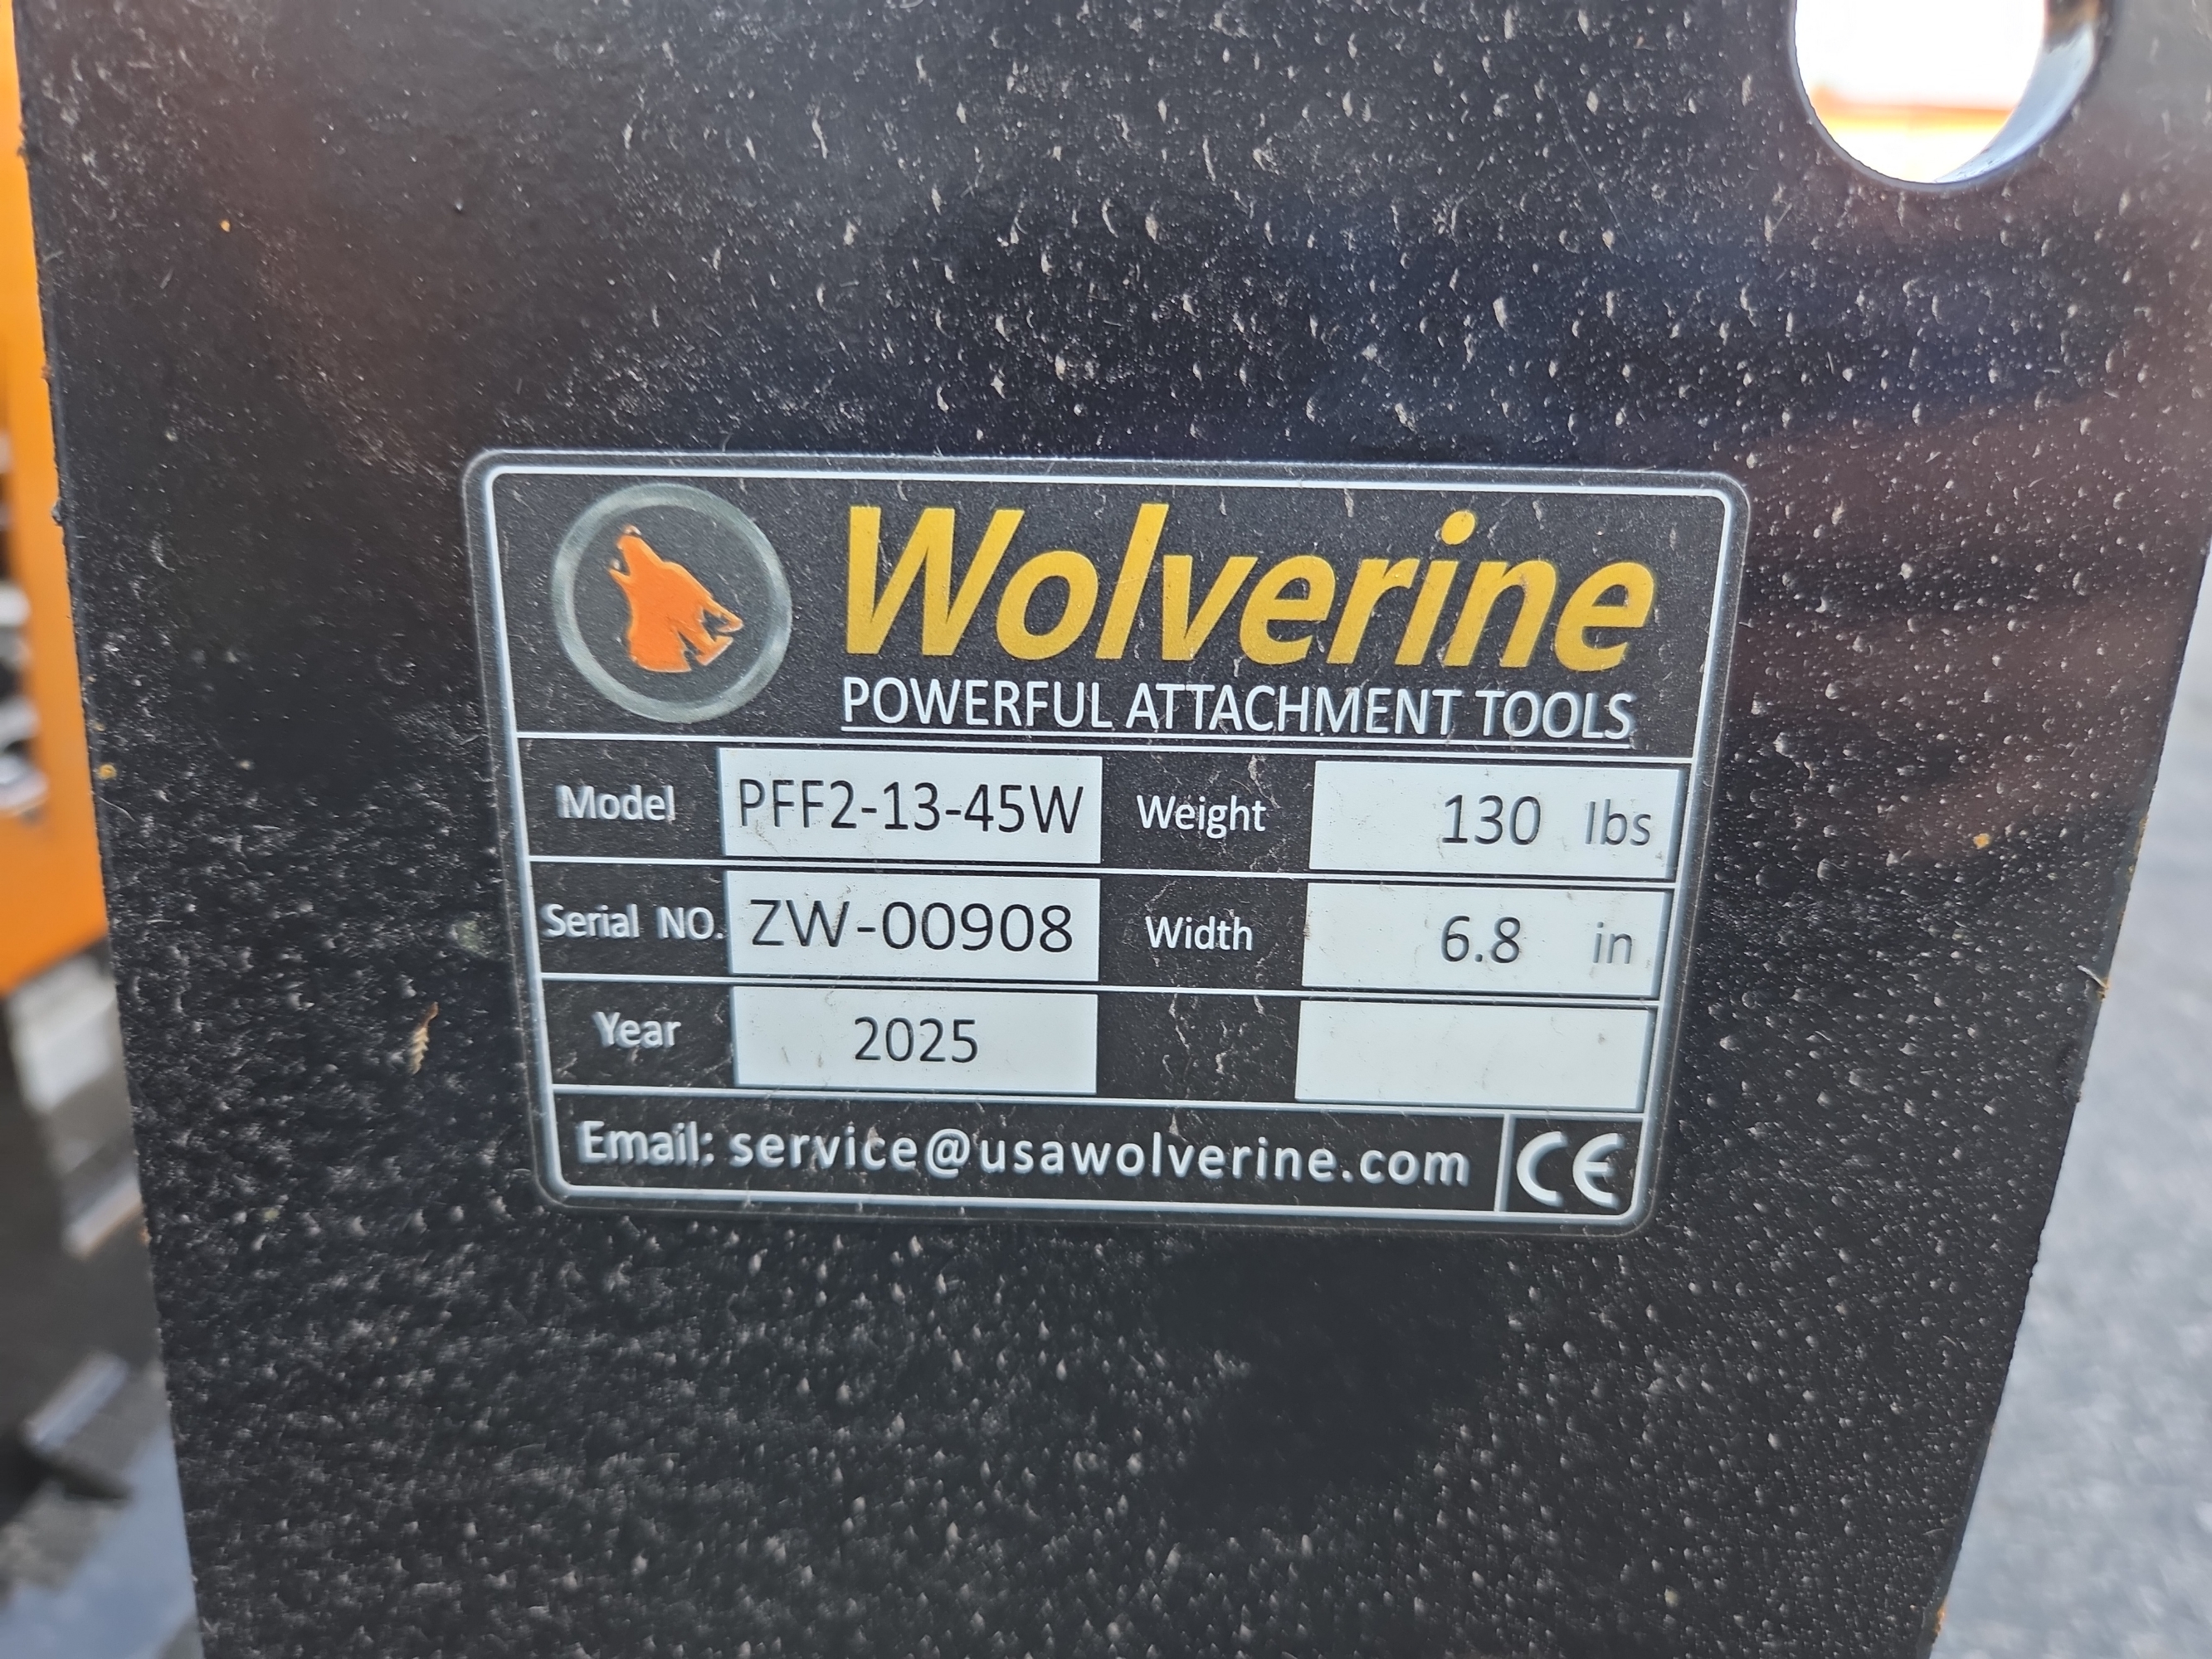 Wolverine
POWERFUL ATTACHMENT TOOLS
Model PFF2-13-45W Weight 130 lbs
Serial NO. ZW-00908 Width 6.8 in
Year 2025
Email: service@usawolverine.com CE